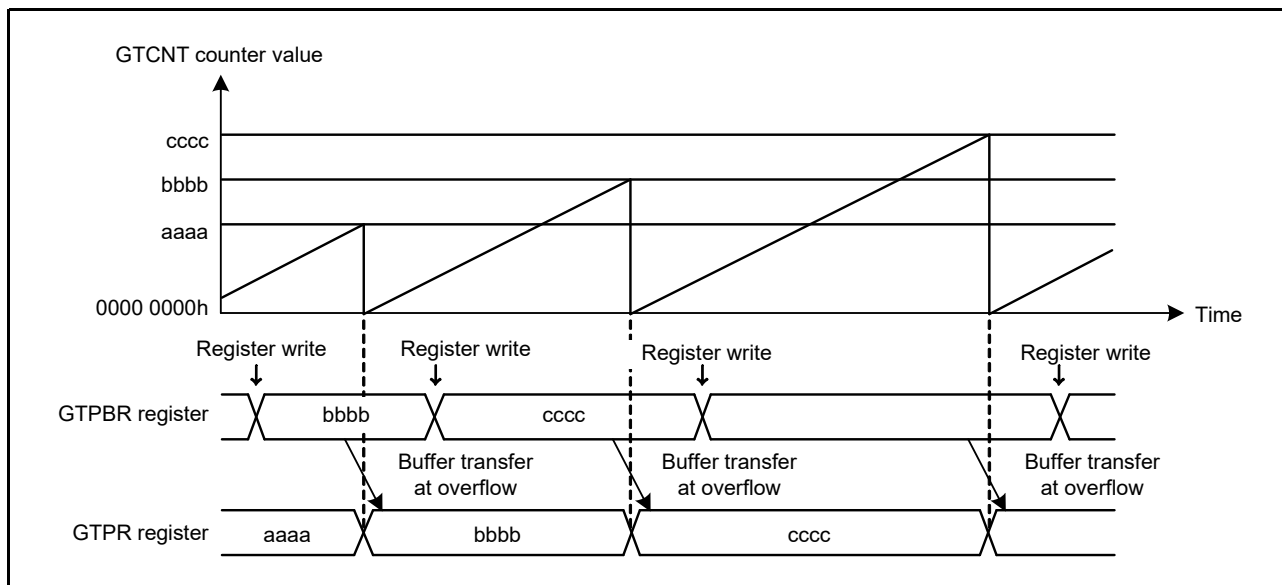 GTCNT counter value
cccc
bbbb
aaaa
0000 0000h
Time
Register write
Register write
Register write
Register write
GTPBR register
bbbb
cccc
Buffer transfer
at overflow
Buffer transfer
at overflow
Buffer transfer
at overflow
GTPR register
aaaa
bbbb
cccc